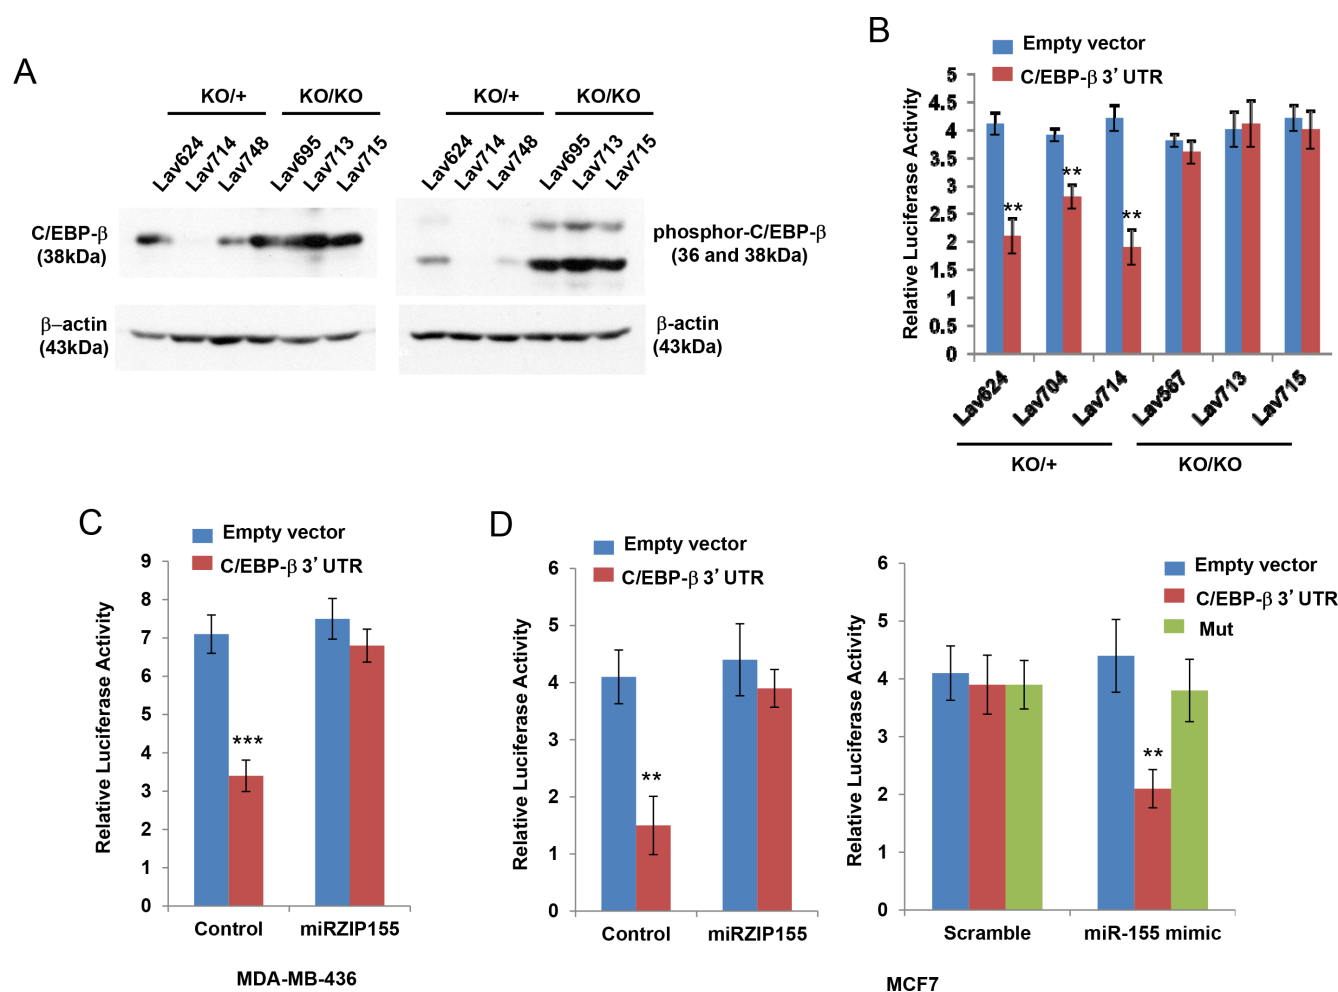 A
KO/+
KO/KO
Lav624
Lav714
Lav748
Lav695
Lav713
Lav715
C/EBP-β
(38kDa)
β–actin
(43kDa)
KO/+
KO/KO
Lav624
Lav714
Lav748
Lav695
Lav713
Lav715
phosphor-C/EBP-β
(36 and 38kDa)
β-actin
(43kDa)
B
Empty vector
C/EBP-β 3’ UTR
Relative Luciferase Activity
5
4.5
4
3.5
3
2.5
2
1.5
1
0.5
0
**
**
**
Lav624
Lav704
Lav714
Lav567
Lav713
Lav715
KO/+
KO/KO
C
Empty vector
C/EBP-β 3’ UTR
Relative Luciferase Activity
9
8
7
6
5
4
3
2
1
0
***
Control
miRZIP155
MDA-MB-436
D
Empty vector
C/EBP-β 3’ UTR
Relative Luciferase Activity
6
5
4
3
2
1
0
**
Control
miRZIP155
Empty vector
C/EBP-β 3’ UTR
Mut
Relative Luciferase Activity
6
5
4
3
2
1
0
**
Scramble
miR-155 mimic
MCF7